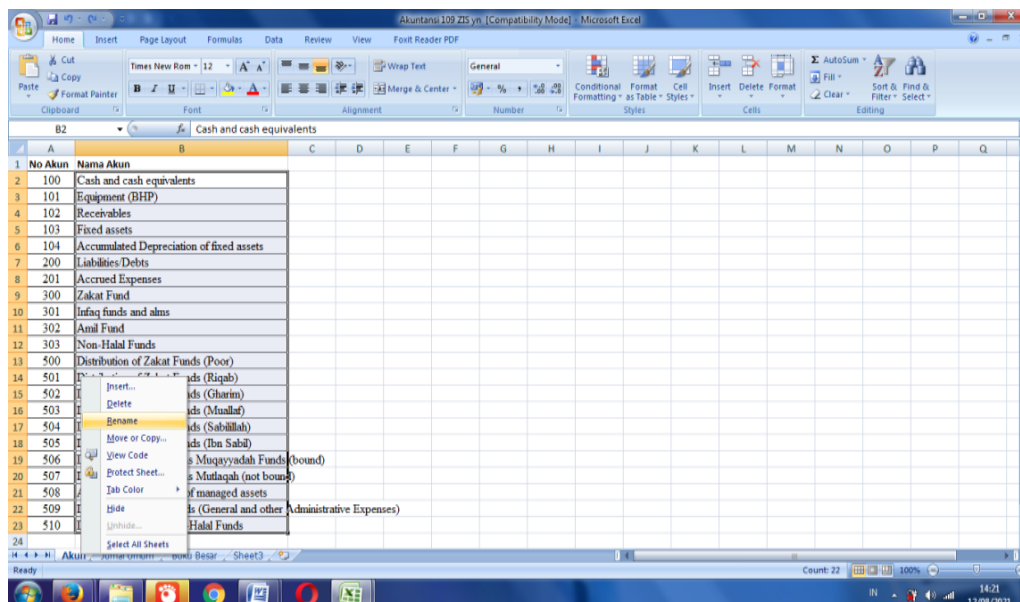 Akuntansi 109 ZIS yn [Compatibility Mode] - Microsoft Excel
Home Insert Page Layout Formulas Data Review View Foxit Reader PDF
Paste
Cut
Copy
Format Painter
Clipboard
Times New Rom 12
B I U
Font
Wrap Text
Merge & Center
Alignment
General
Number
Conditional Formatting
Format as Table
Cell Styles
Styles
Insert Delete Format
Cells
Σ AutoSum
Fill
Clear
Sort & Filter
Find & Select
Editing
B2 fx Cash and cash equivalents
A B C D E F G H I J K L M N O P Q
1 No Akun Nama Akun
2 100 Cash and cash equivalents
3 101 Equipment (BHP)
4 102 Receivables
5 103 Fixed assets
6 104 Accumulated Depreciation of fixed assets
7 200 Liabilities/Debts
8 201 Accrued Expenses
9 300 Zakat Fund
10 301 Infaq funds and alms
11 302 Amil Fund
12 303 Non-Halal Funds
13 500 Distribution of Zakat Funds (Poor)
14 501 (Riqab)
15 502 (Gharim)
16 503 (Muallaf)
17 504 (Sabilillah)
18 505 (Ibn Sabil)
19 506 Muqayyadah Funds (bound)
20 507 Mutlaqah (not bound)
21 508 of managed assets
22 509 (General and other Administrative Expenses)
23 510 -Halal Funds
24
Insert...
Delete
Rename
Move or Copy...
View Code
Protect Sheet...
Tab Color
Hide
Unhide...
Select All Sheets
Akun Besar Sheet3
Ready Count: 22 100%
IN 14:21
12/08/2021